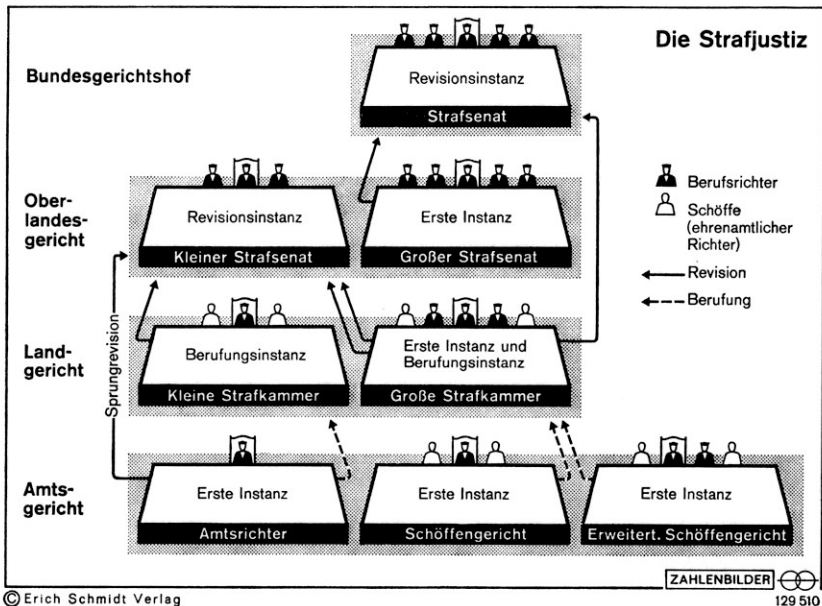 Die Strafjustiz
Bundesgerichtshof
Revisionsinstanz
Strafsenat
Ober-
landes-
gericht
Revisionsinstanz
Kleiner Strafsenat
Erste Instanz
Großer Strafsenat
Berufsrichter
Schöffe
(ehrenamtlicher
Richter)
Revision
Berufung
Sprungrevision
Land-
gericht
Berufungsinstanz
Kleine Strafkammer
Erste Instanz und
Berufungsinstanz
Große Strafkammer
Amts-
gericht
Erste Instanz
Amtsrichter
Erste Instanz
Schöffengericht
Erste Instanz
Erweitert. Schöffengericht
ZAHLENBILDER
© Erich Schmidt Verlag
129 510